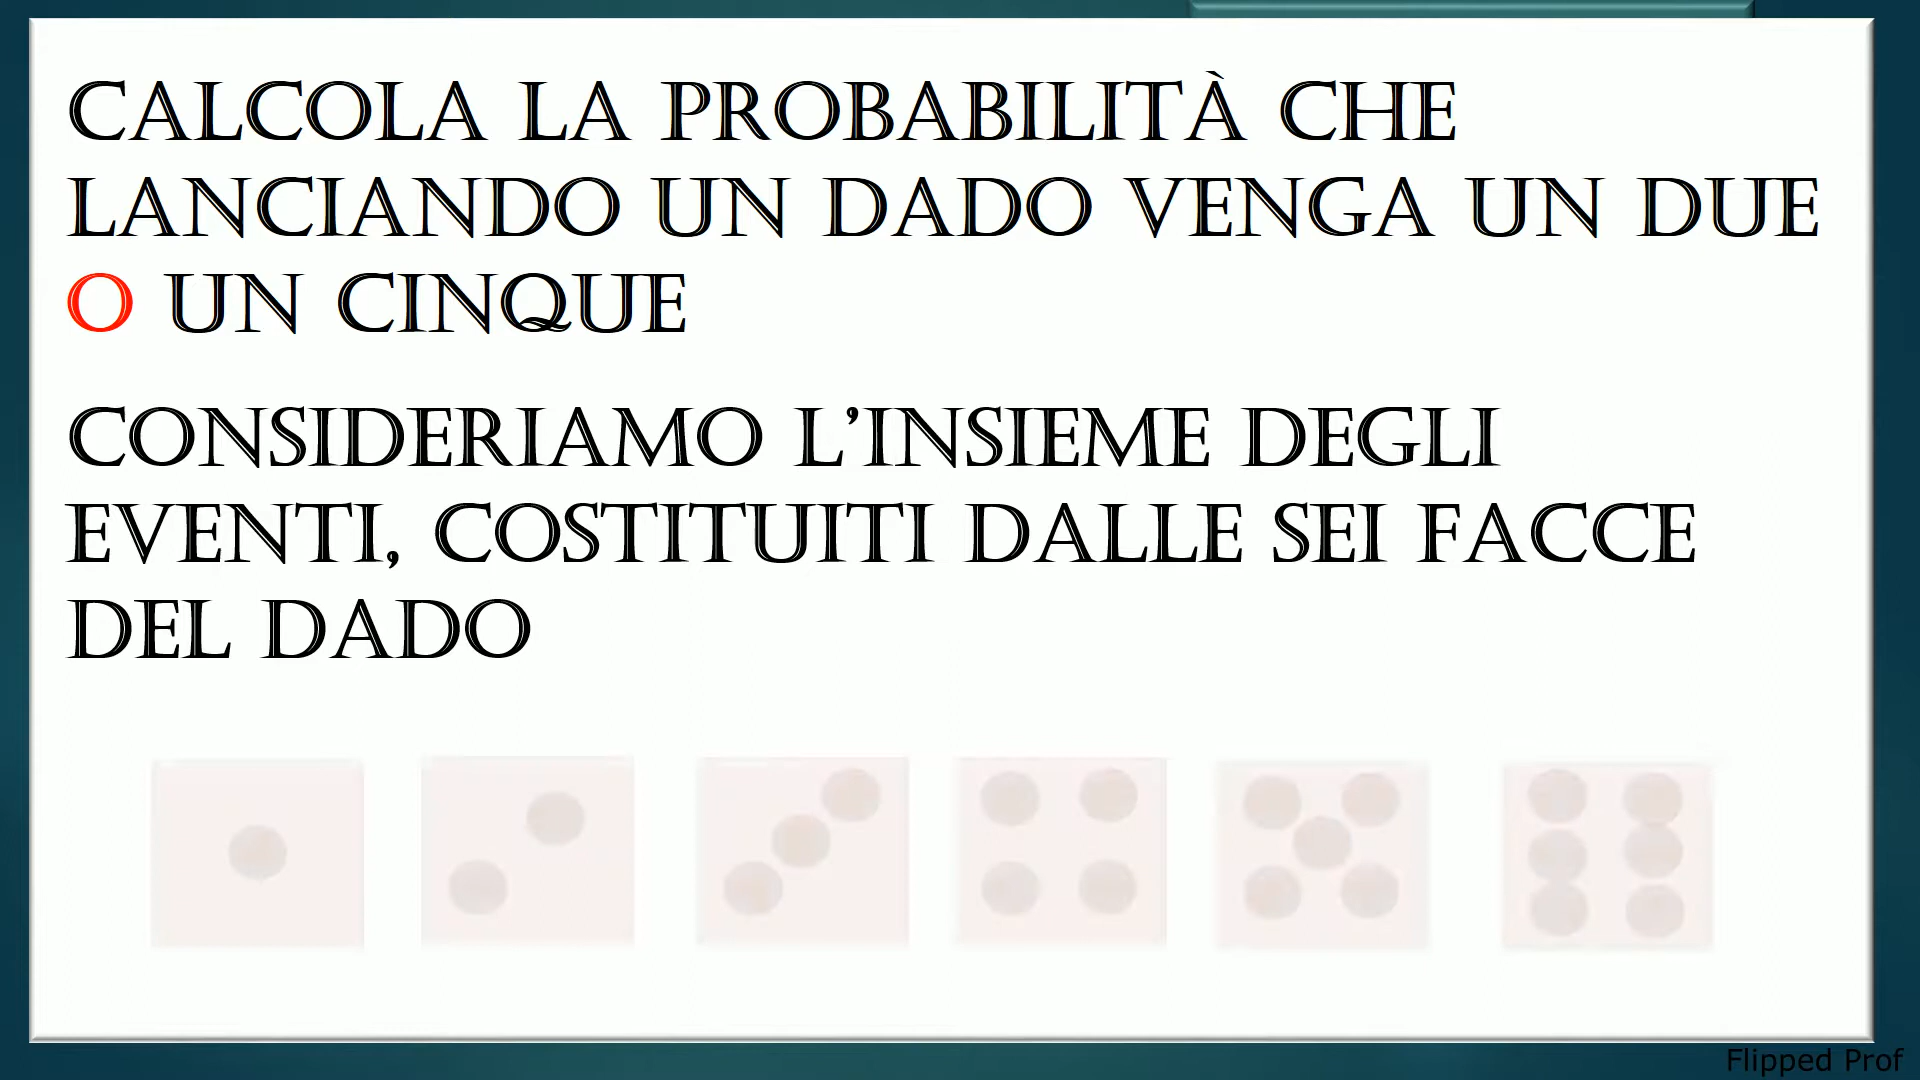 CALCOLA LA PROBABILITÀ CHE
LANCIANDO UN DADO VENGA UN DUE
O UN CINQUE
CONSIDERIAMO L’INSIEME DEGLI
EVENTI, COSTITUITI DALLE SEI FACCE
DEL DADO
Flipped Prof